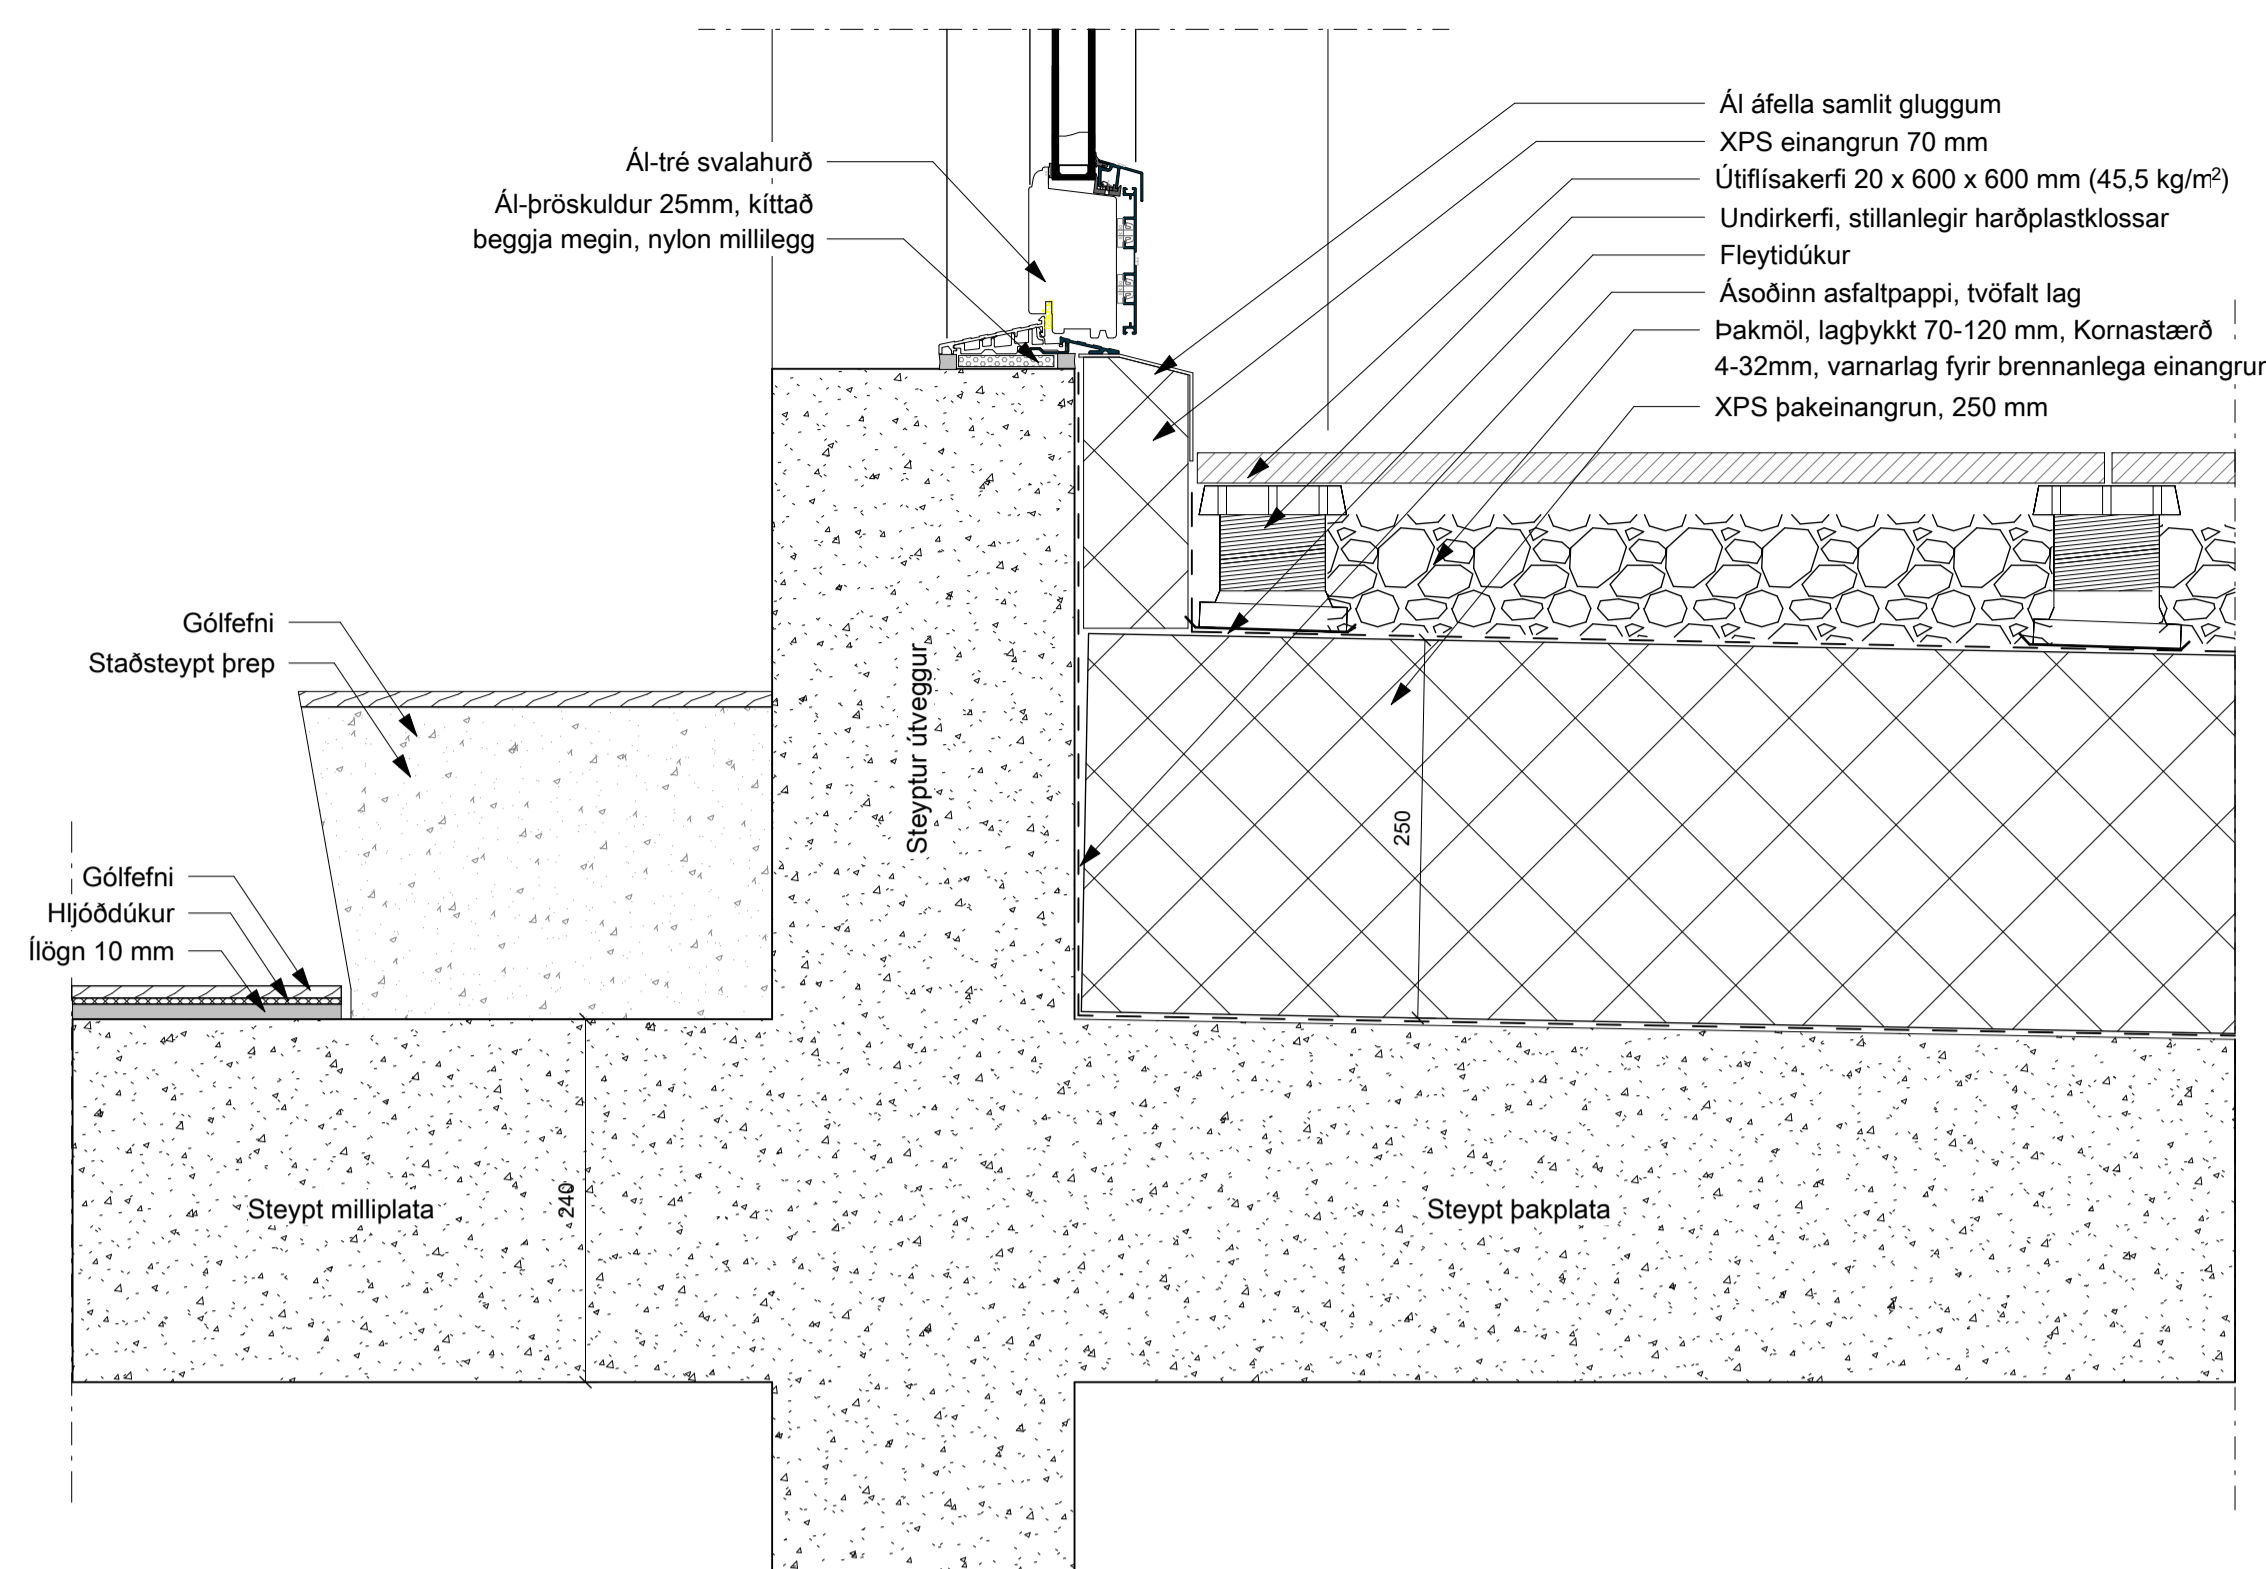 Ál áfella samlit gluggum
XPS einangrun 70 mm
Útiflísakerfi 20 x 600 x 600 mm (45,5 kg/m²)
Undirkerfi, stillanlegir harðplastklossar
Fleytidúkur
Ásoðinn asfaltpappi, tvöfalt lag
Þakmöl, lagþykkt 70-120 mm, Kornastærð
4-32mm, varnarlag fyrir brennanlega einangrun
XPS þakeinangrun, 250 mm
Ál-tré svalahurð
Ál-þröskuldur 25mm, kíttað
beggja megin, nylon millilegg
Gólfefni
Staðsteypt þrep
Steyptur útveggur
250
Gólfefni
Hljóðdúkur
Ílögn 10 mm
240
Steypt milliplata
Steypt þakplata